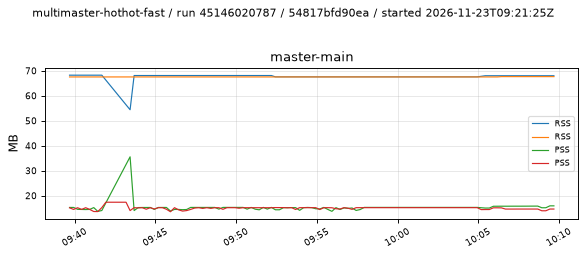 multimaster-hothot-fast / run 45146020787 / 54817bfd90ea / started 2026-11-23T09:21:25Z
master-main
70
60
50
40
30
20
MB
RSS
RSS
PSS
PSS
09:40
09:45
09:50
09:55
10:00
10:05
10:10